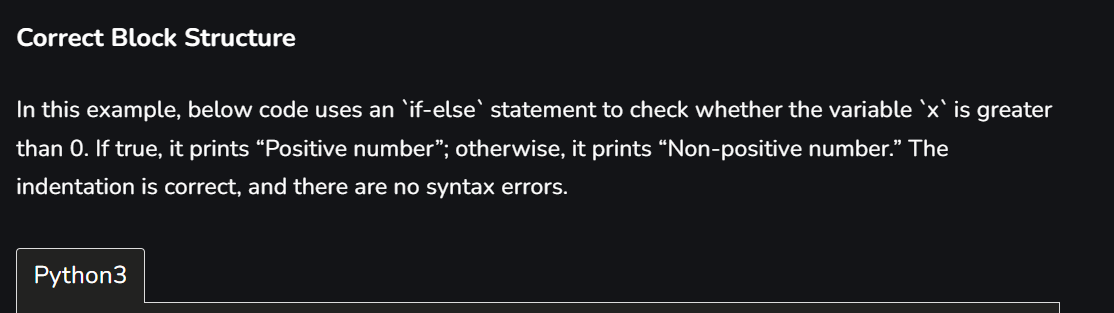 Correct Block Structure
In this example, below code uses an `if-else` statement to check whether the variable `x` is greater
than 0. If true, it prints “Positive number”; otherwise, it prints “Non-positive number.” The
indentation is correct, and there are no syntax errors.
Python3